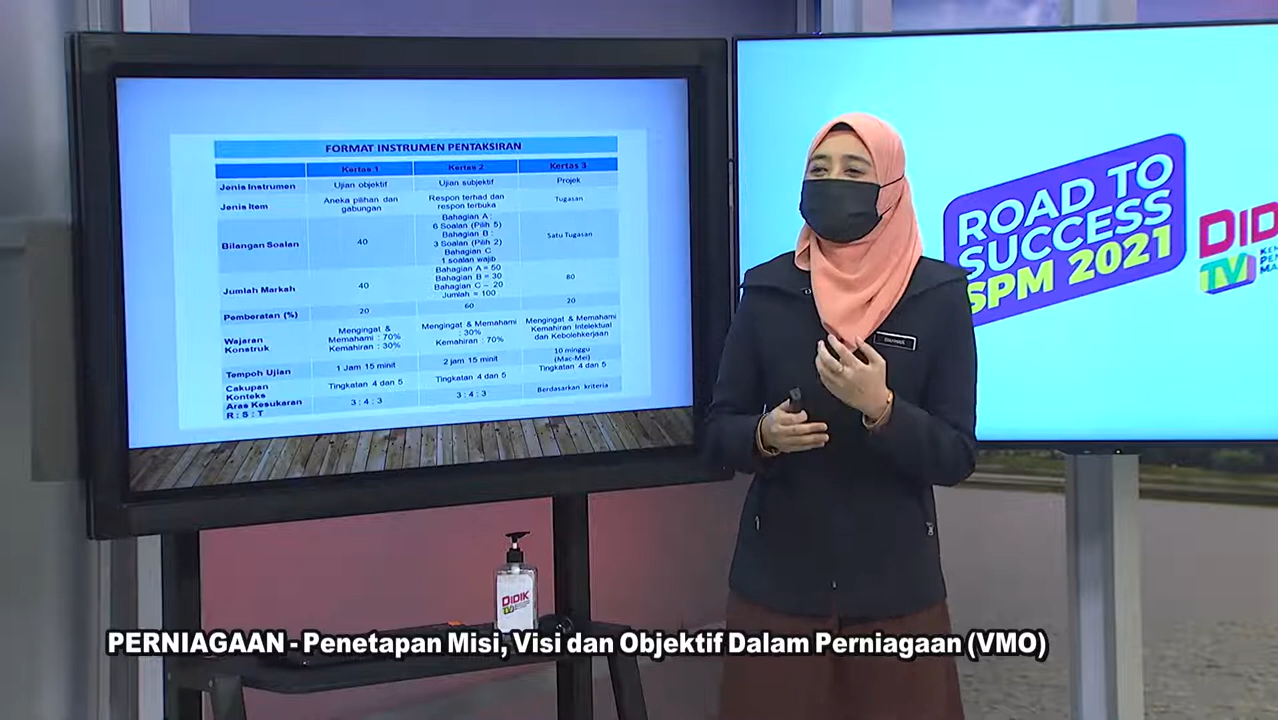 FORMAT INSTRUMEN PENTAKSIRAN
Kertas 1 Kertas 2 Kertas 3
Jenis Instrumen Ujian objektif Ujian subjektif Projek
Jenis Item Aneka pilihan dan gabungan Respon terhad dan respon terbuka Tugasan
Bilangan Soalan 40 Bahagian A : 6 Soalan (Pilih 5) Bahagian B : 3 Soalan (Pilih 2) Bahagian C 1 soalan wajib Satu Tugasan
Jumlah Markah 40 Bahagian A = 50 Bahagian B = 30 Bahagian C – 20 Jumlah = 100 80
Pemberatan (%) 20 60 20
Wajaran Konstruk Mengingat & Memahami : 70% Kemahiran : 30% Mengingat & Memahami : 30% Kemahiran : 70% Mengingat & Memahami Kemahiran Intelektual dan Kebolehkerjaan
Tempoh Ujian 1 Jam 15 minit 2 jam 15 minit 10 minggu (Mac-Mei)
Cakupan Konteks Tingkatan 4 dan 5 Tingkatan 4 dan 5 Tingkatan 4 dan 5
Aras Kesukaran R : S : T 3 : 4 : 3 3 : 4 : 3 Berdasarkan kriteria
ROAD TO
SUCCESS
SPM 2021
DIDIK
TV
DIDIK
TV
PERNIAGAAN - Penetapan Misi, Visi dan Objektif Dalam Perniagaan (VMO)